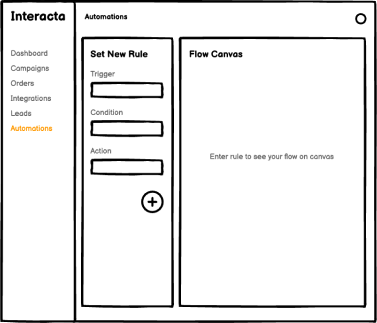 Interacta
Automations
Dashboard
Campaigns
Orders
Integrations
Leads
Automations
Set New Rule
Trigger
Condition
Action
Flow Canvas
Enter rule to see your flow on canvas